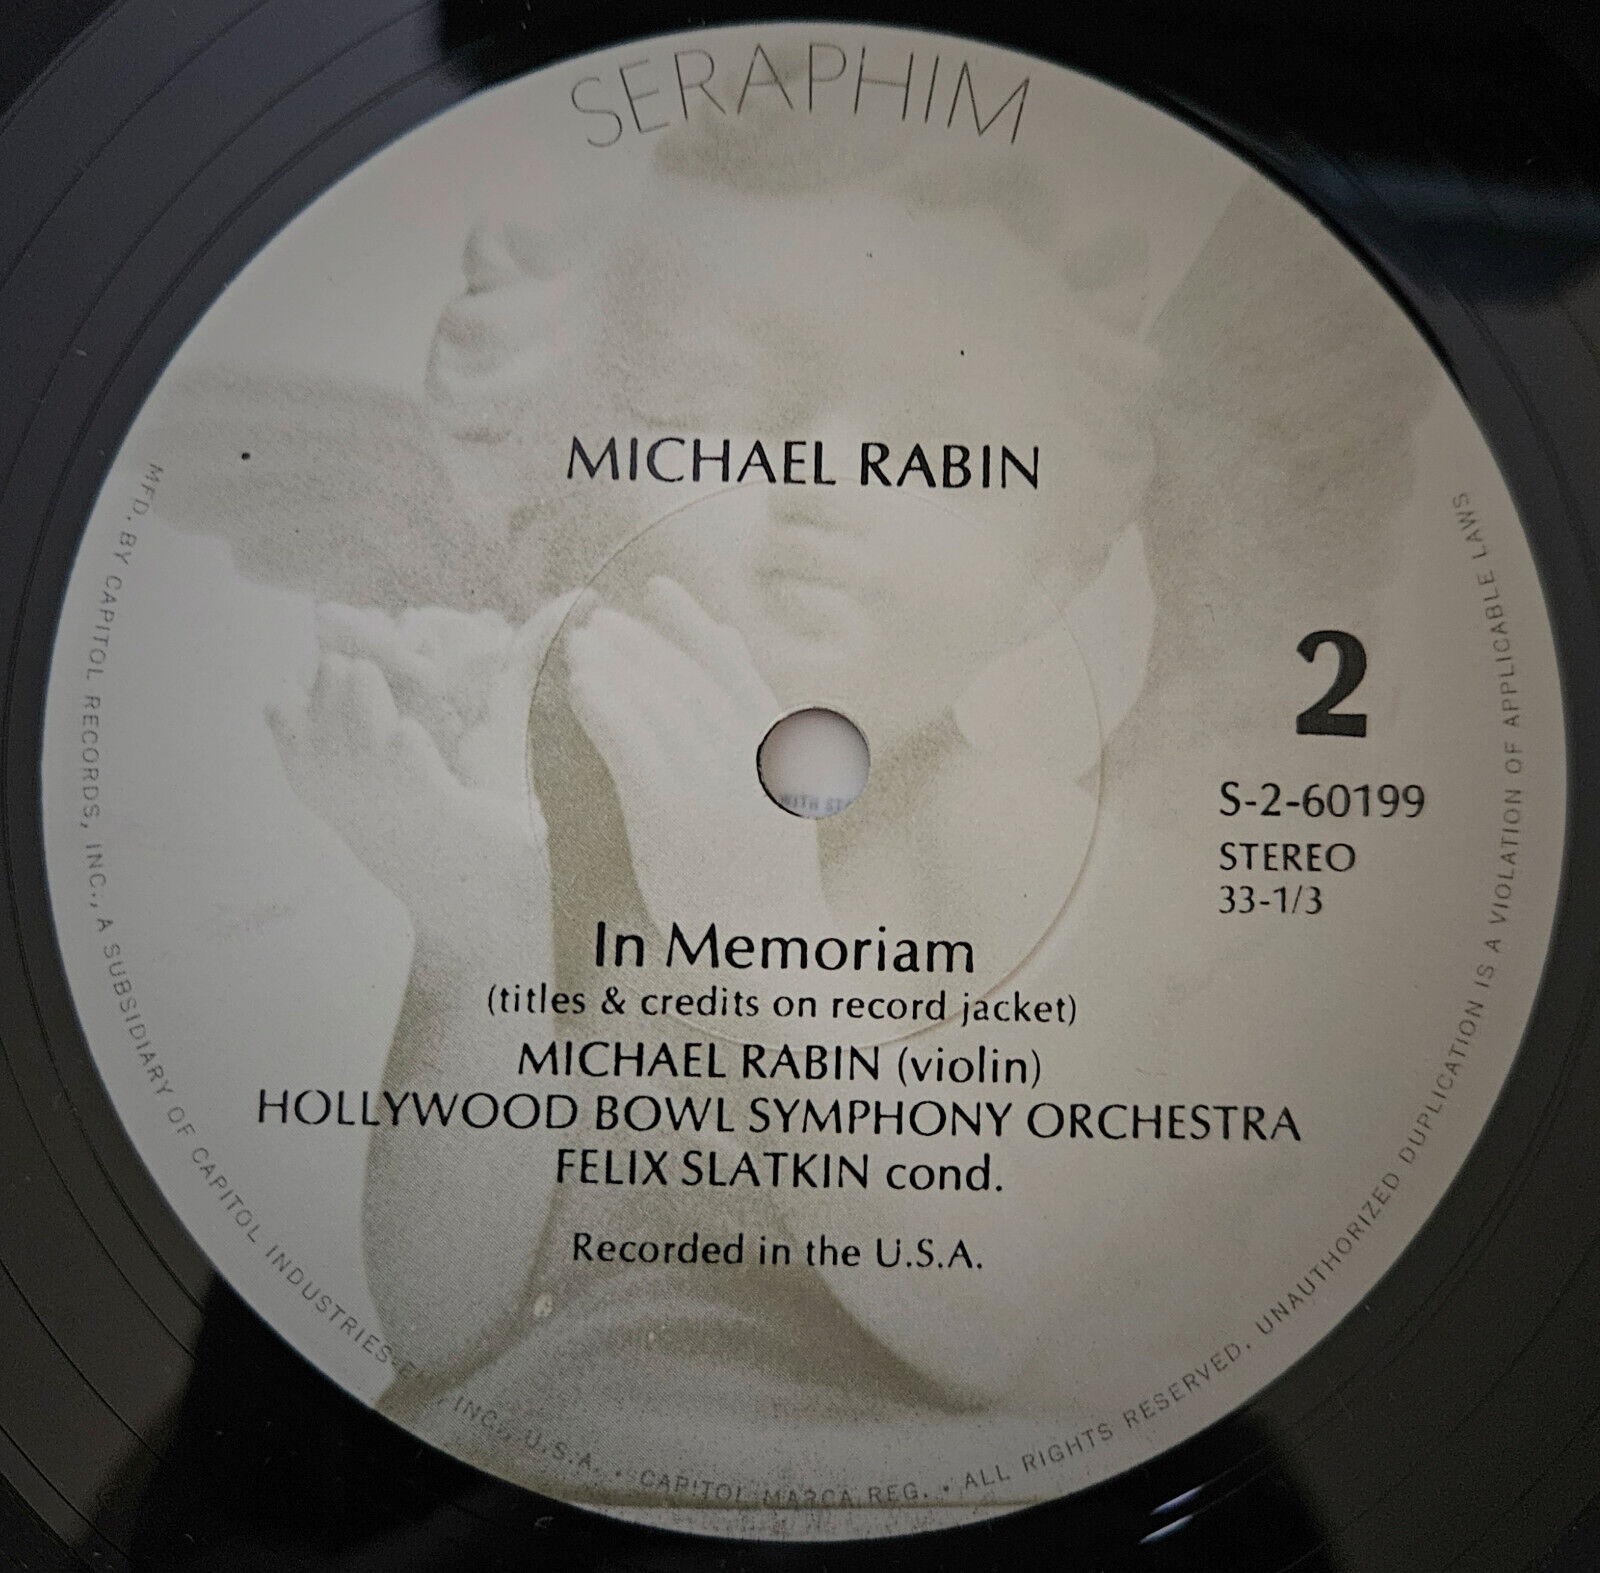 SERAPHIM
MICHAEL RABIN
2
S-2-60199
STEREO
33-1/3
In Memoriam
(titles & credits on record jacket)
MICHAEL RABIN (violin)
HOLLYWOOD BOWL SYMPHONY ORCHESTRA
FELIX SLATKIN cond.
Recorded in the U.S.A.
MFD. BY CAPITOL RECORDS, INC., A SUBSIDIARY OF CAPITOL INDUSTRIES-EMI, INC., U.S.A. • CAPITOL MARCA REG. • ALL RIGHTS RESERVED. UNAUTHORIZED DUPLICATION IS A VIOLATION OF APPLICABLE LAWS
WITH